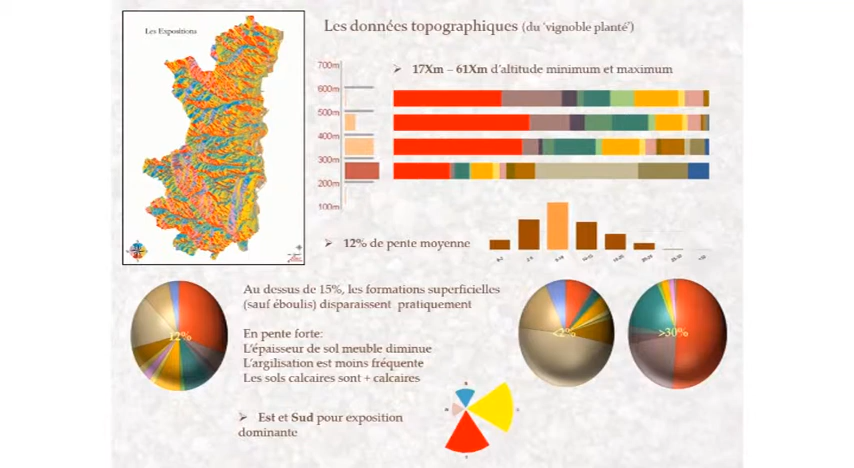 Les Expositions
Les données topographiques (du 'vignoble planté')
17Xm – 61Xm d'altitude minimum et maximum
700m
600m
500m
400m
300m
200m
100m
12% de pente moyenne
12%
Au dessus de 15%, les formations superficielles
(sauf éboulis) disparaissent pratiquement
En pente forte:
L'épaisseur de sol meuble diminue
L'argilisation est moins fréquente
Les sols calcaires sont + calcaires
<2%
>30%
Est et Sud pour exposition
dominante